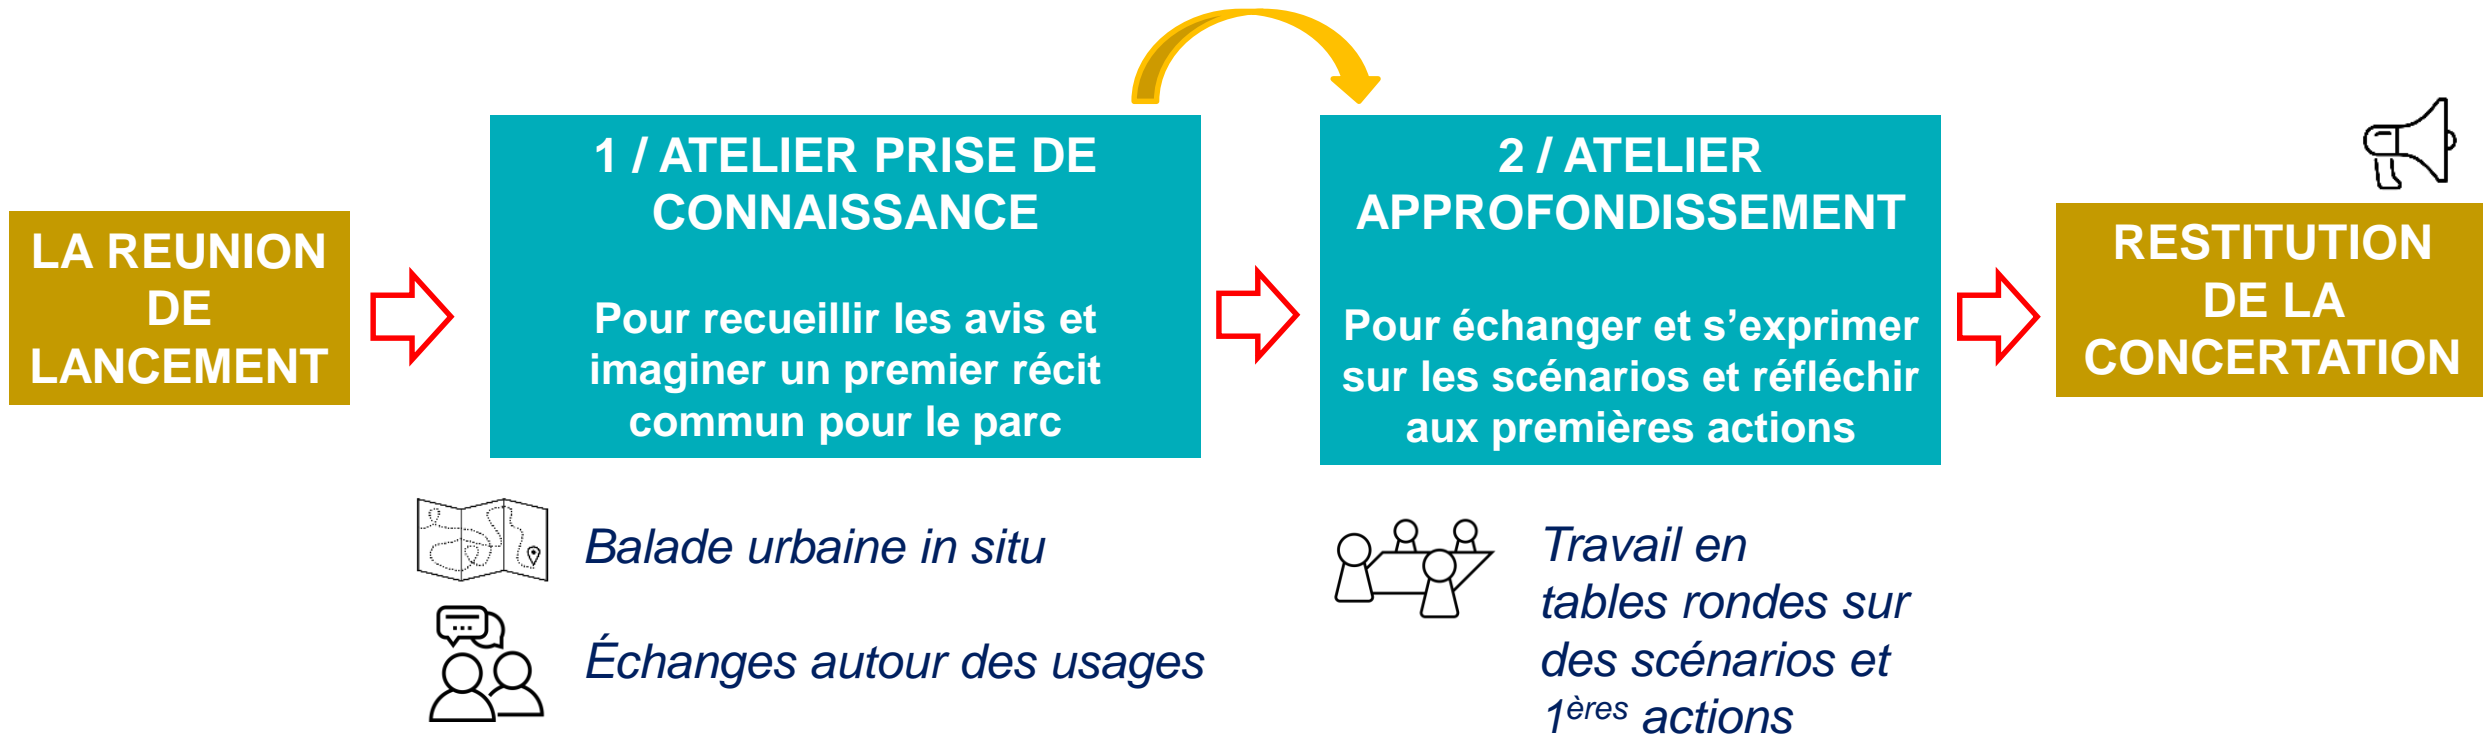 LA REUNION
DE
LANCEMENT
1 / ATELIER PRISE DE
CONNAISSANCE
Pour recueillir les avis et
imaginer un premier récit
commun pour le parc
Balade urbaine in situ
Échanges autour des usages
2 / ATELIER
APPROFONDISSEMENT
Pour échanger et s’exprimer
sur les scénarios et réfléchir
aux premières actions
Travail en
tables rondes sur
des scénarios et
1ères actions
RESTITUTION
DE LA
CONCERTATION